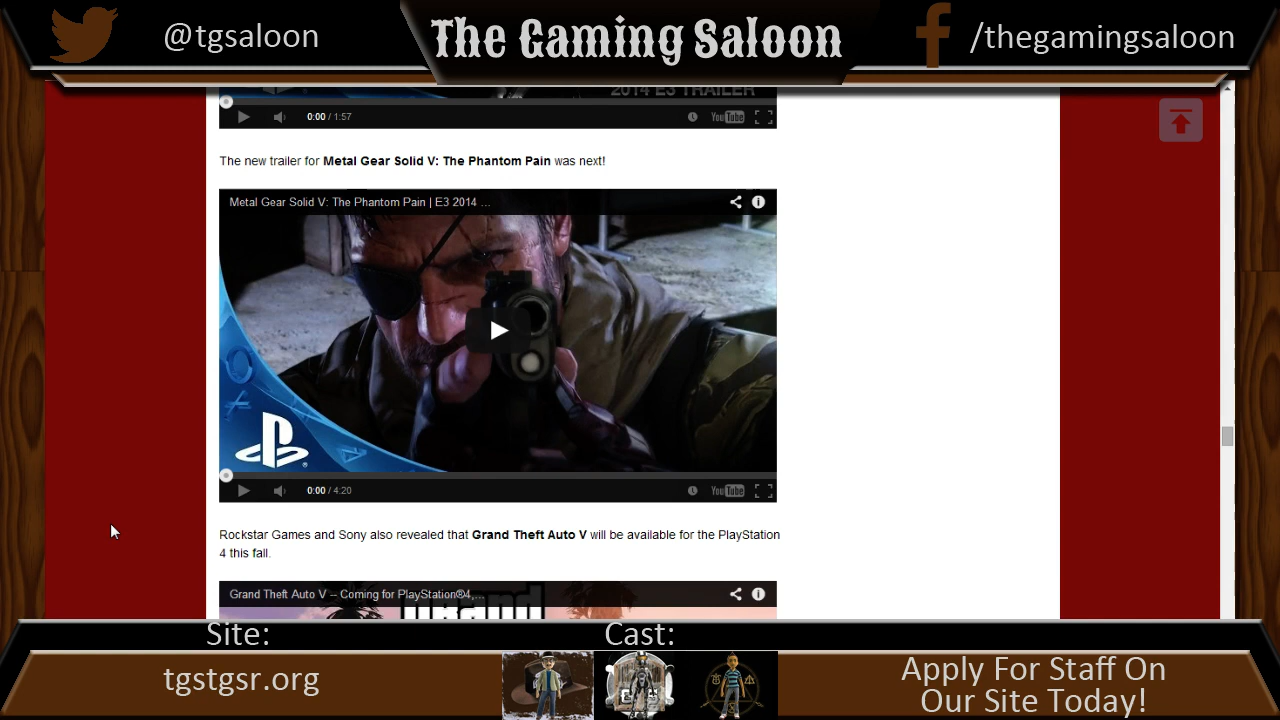 @tgsaloon
The Gaming Saloon
/thegamingsaloon
2014 E3 TRAILER
0:00 / 1:57
YouTube
The new trailer for Metal Gear Solid V: The Phantom Pain was next!
Metal Gear Solid V: The Phantom Pain | E3 2014 ...
0:00 / 4:20
YouTube
Rockstar Games and Sony also revealed that Grand Theft Auto V will be available for the PlayStation
4 this fall.
Grand Theft Auto V – Coming for PlayStation®4,...
Grand
Site:
Cast:
tgstgsr.org
Apply For Staff On
Our Site Today!